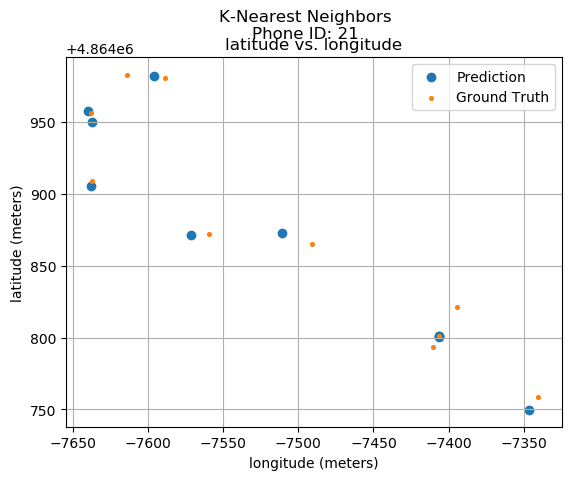 K-Nearest Neighbors
Phone ID: 21
latitude vs. longitude
+4.864e6
Prediction
Ground Truth
950
900
850
800
750
latitude (meters)
−7650 −7600 −7550 −7500 −7450 −7400 −7350
longitude (meters)